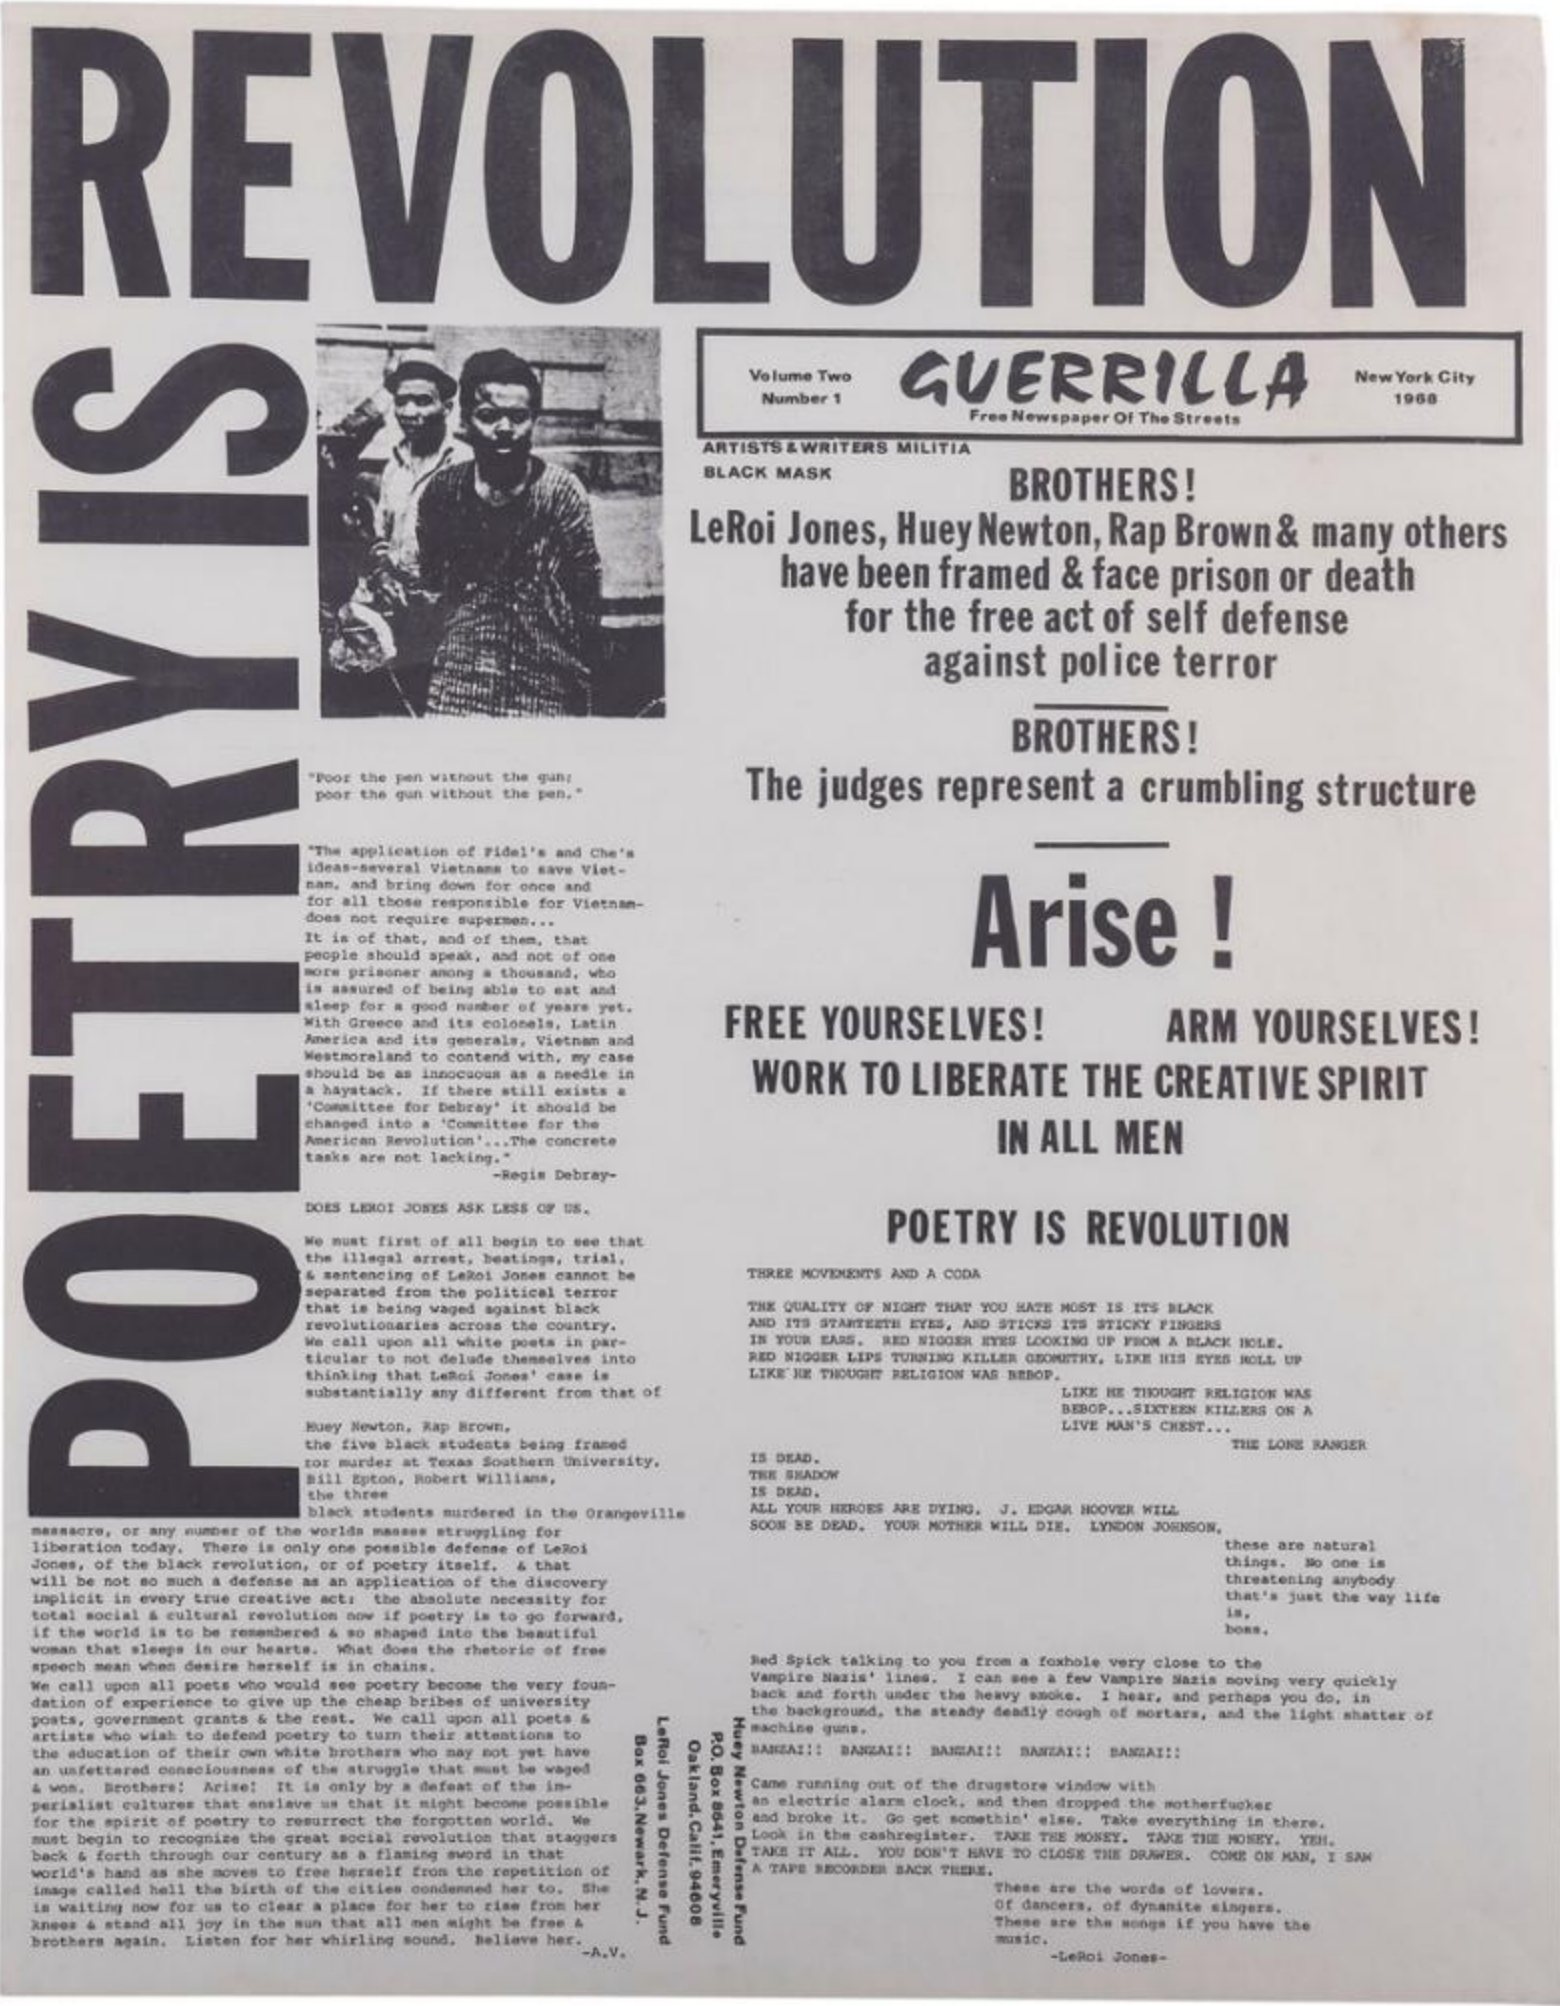 REVOLUTION
POETRY IS
Volume Two
Number 1
GUERRILLA
Free Newspaper Of The Streets
New York City
1968
ARTISTS & WRITERS MILITIA
BLACK MASK
BROTHERS!
LeRoi Jones, Huey Newton, Rap Brown & many others
have been framed & face prison or death
for the free act of self defense
against police terror
BROTHERS!
The judges represent a crumbling structure
Arise !
FREE YOURSELVES! ARM YOURSELVES!
WORK TO LIBERATE THE CREATIVE SPIRIT
IN ALL MEN
POETRY IS REVOLUTION
"Poor the pen without the gun;
poor the gun without the pen."
"The application of Fidel's and Che's
ideas-several Vietnams to save Viet-
nam, and bring down for once and
for all those responsible for Vietnam-
does not require supermen...
It is of that, and of them, that
people should speak, and not of one
more prisoner among a thousand, who
is assured of being able to eat and
sleep for a good number of years yet.
With Greece and its colonels, Latin
America and its generals, Vietnam and
Westmoreland to contend with, my case
should be as innocuous as a needle in
a haystack. If there still exists a
'Committee for Debray' it should be
changed into a 'Committee for the
American Revolution'...The concrete
tasks are not lacking."
-Regis Debray-
DOES LEROI JONES ASK LESS OF US.
We must first of all begin to see that
the illegal arrest, beatings, trial,
& sentencing of LeRoi Jones cannot be
separated from the political terror
that is being waged against black
revolutionaries across the country.
We call upon all white poets in par-
ticular to not delude themselves into
thinking that LeRoi Jones' case is
substantially any different from that of
Huey Newton, Rap Brown,
the five black students being framed
for murder at Texas Southern University,
Bill Epton, Robert Williams,
the three
black students murdered in the Orangeville
massacre, or any number of the worlds masses struggling for
liberation today. There is only one possible defense of LeRoi
Jones, of the black revolution, or of poetry itself. & that
will be not so much a defense as an application of the discovery
implicit in every true creative act: the absolute necessity for
total social & cultural revolution now if poetry is to go forward,
if the world is to be remembered & so shaped into the beautiful
woman that sleeps in our hearts. What does the rhetoric of free
speech mean when desire herself is in chains.
We call upon all poets who would see poetry become the very foun-
dation of experience to give up the cheap bribes of university
posts, government grants & the rest. We call upon all poets &
artists who wish to defend poetry to turn their attentions to
the education of their own white brothers who may not yet have
an unfettered consciousness of the struggle that must be waged
& won. Brothers! Arise! It is only by a defeat of the im-
perialist cultures that enslave us that it might become possible
for the spirit of poetry to resurrect the forgotten world. We
must begin to recognize the great social revolution that staggers
back & forth through our century as a flaming sword in that
world's hand as she moves to free herself from the repetition of
image called hell the birth of the cities condemned her to. She
is waiting now for us to clear a place for her to rise from her
knees & stand all joy in the sun that all men might be free &
brothers again. Listen for her whirling sound. Believe her.
-A.V.
Huey Newton Defense Fund
P.O. Box 8641, Emeryville
Oakland, Calif. 94608
LeRoi Jones Defense Fund
Box 663, Newark, N.J.
THREE MOVEMENTS AND A CODA
THE QUALITY OF NIGHT THAT YOU HATE MOST IS ITS BLACK
AND ITS STARTEETH EYES, AND STICKS ITS STICKY FINGERS
IN YOUR EARS. RED NIGGER EYES LOOKING UP FROM A BLACK HOLE.
RED NIGGER LIPS TURNING KILLER GEOMETRY, LIKE HIS EYES ROLL UP
LIKE HE THOUGHT RELIGION WAS BEBOP.
LIKE HE THOUGHT RELIGION WAS
BEBOP...SIXTEEN KILLERS ON A
LIVE MAN'S CHEST...
THE LONE RANGER
IS DEAD.
THE SHADOW
IS DEAD.
ALL YOUR HEROES ARE DYING. J. EDGAR HOOVER WILL
SOON BE DEAD. YOUR MOTHER WILL DIE. LYNDON JOHNSON,
these are natural
things. No one is
threatening anybody
that's just the way life
is,
boss.
Red Spick talking to you from a foxhole very close to the
Vampire Nazis' lines. I can see a few Vampire Nazis moving very quickly
back and forth under the heavy smoke. I hear, and perhaps you do, in
the background, the steady deadly cough of mortars, and the light shatter of
machine guns.
BANZAI!! BANZAI!! BANZAI!! BANZAI!! BANZAI!!
Came running out of the drugstore window with
an electric alarm clock, and then dropped the motherfucker
and broke it. Go get somethin' else. Take everything in there.
Look in the cashregister. TAKE THE MONEY. TAKE THE MONEY. YEH.
TAKE IT ALL. YOU DON'T HAVE TO CLOSE THE DRAWER. COME ON MAN, I SAW
A TAPE RECORDER BACK THERE.
These are the words of lovers.
Of dancers, of dynamite singers.
These are the songs if you have the
music.
-LeRoi Jones-